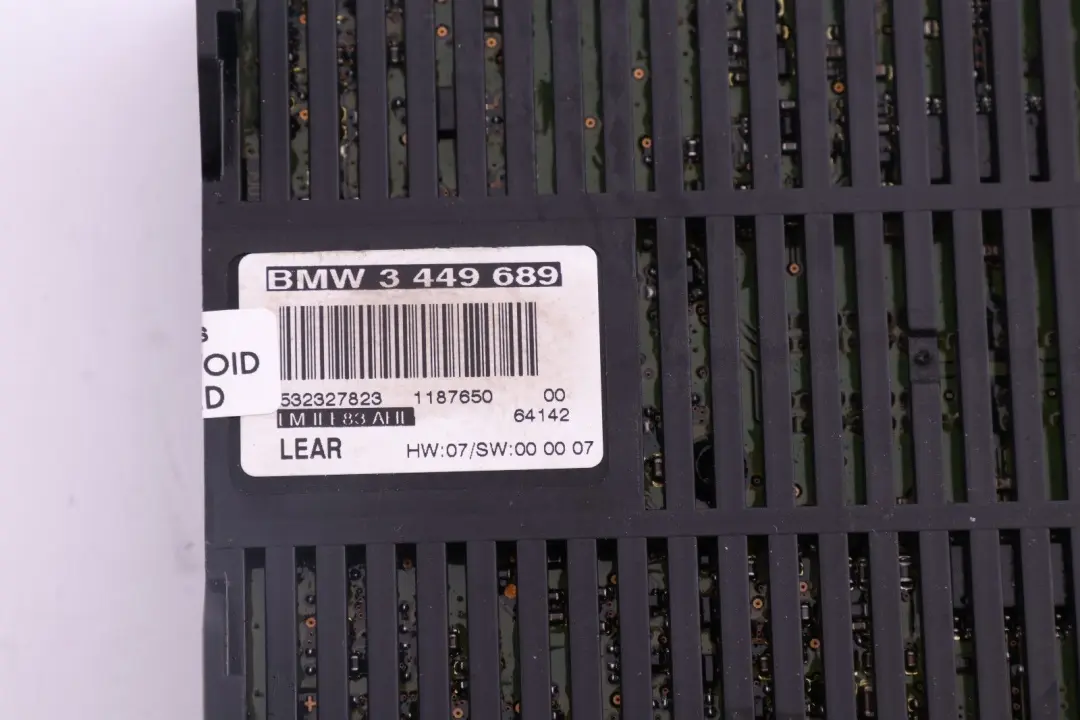 BMW 3 449 689
OID
D
532327823 1187650 00
LM II E83 AHL 64142
LEAR HW:07/SW:00 00 07